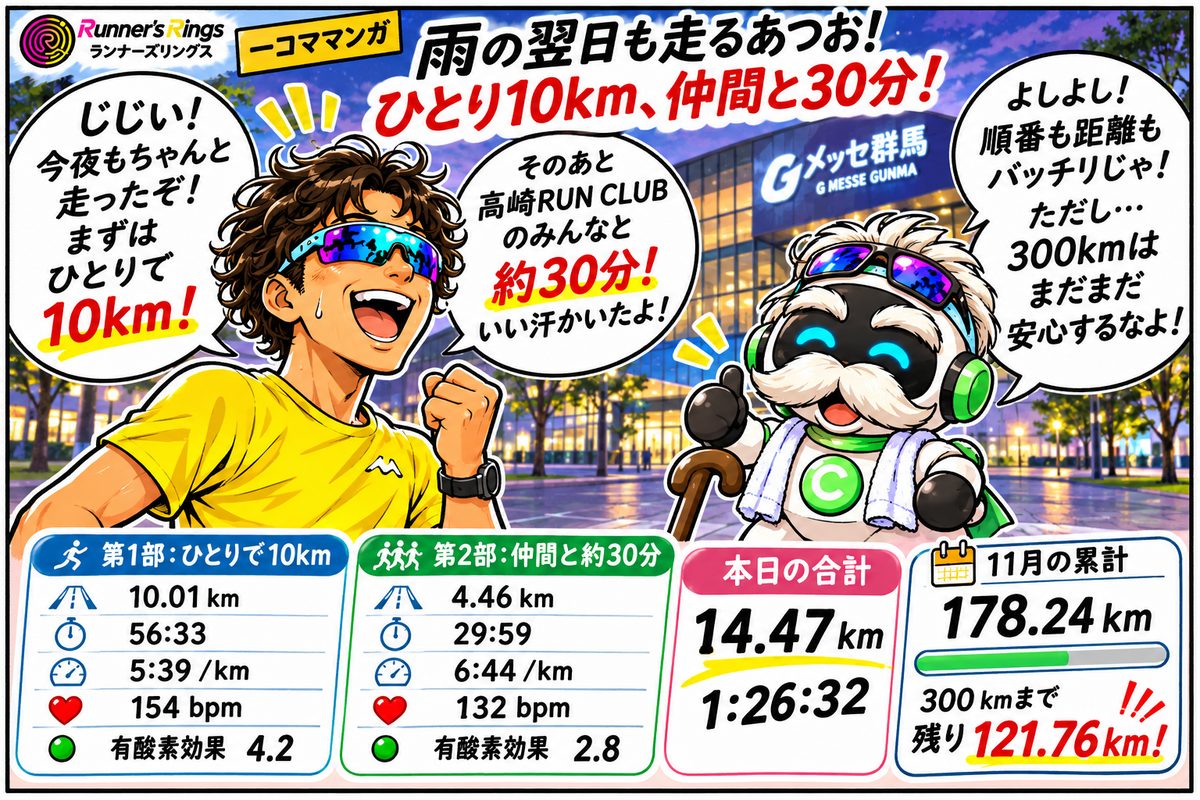 Runner's Rings
ランナーズリングス
一コママンガ
雨の翌日も走るあつお!
ひとり10km、仲間と30分!
じじい!
今夜もちゃんと
走ったぞ!
まずは
ひとりで
10km!
そのあと
高崎RUN CLUB
のみんなと
約30分!
いい汗かいたよ!
Gメッセ群馬
G MESSE GUNMA
よしよし!
順番も距離も
バッチリじゃ!
ただし…
300kmは
まだまだ
安心するなよ!
C
第1部:ひとりで10km
10.01 km
56:33
5:39 /km
154 bpm
有酸素効果 4.2
第2部:仲間と約30分
4.46 km
29:59
6:44 /km
132 bpm
有酸素効果 2.8
本日の合計
14.47 km
1:26:32
11月の累計
178.24 km
300 kmまで
残り 121.76 km!